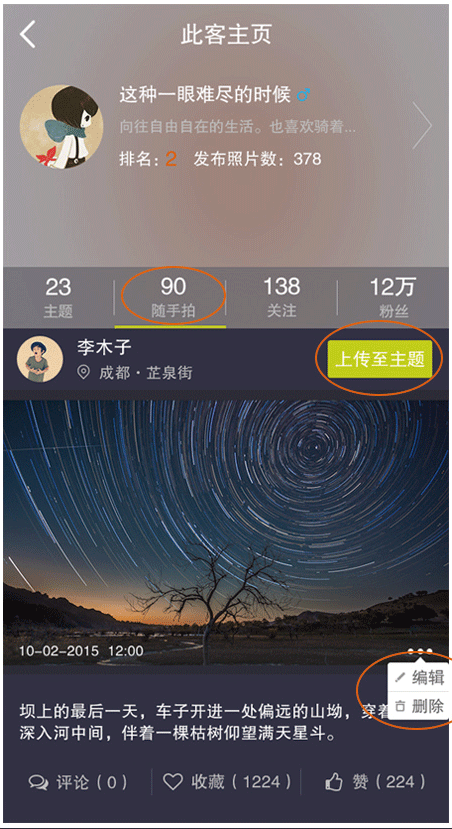 此客主页
这种一眼难尽的时候
向往自由自在的生活。也喜欢骑着...
排名：2 发布照片数：378
23 90 138 12万
主题 随手拍 关注 粉丝
李木子
上传至主题
成都·芷泉街
10-02-2015 12:00
编辑
删除
坝上的最后一天，车子开进一处偏远的山坳，穿着
深入河中间，伴着一棵枯树仰望满天星斗。
评论（0） 收藏（1224） 赞（224）